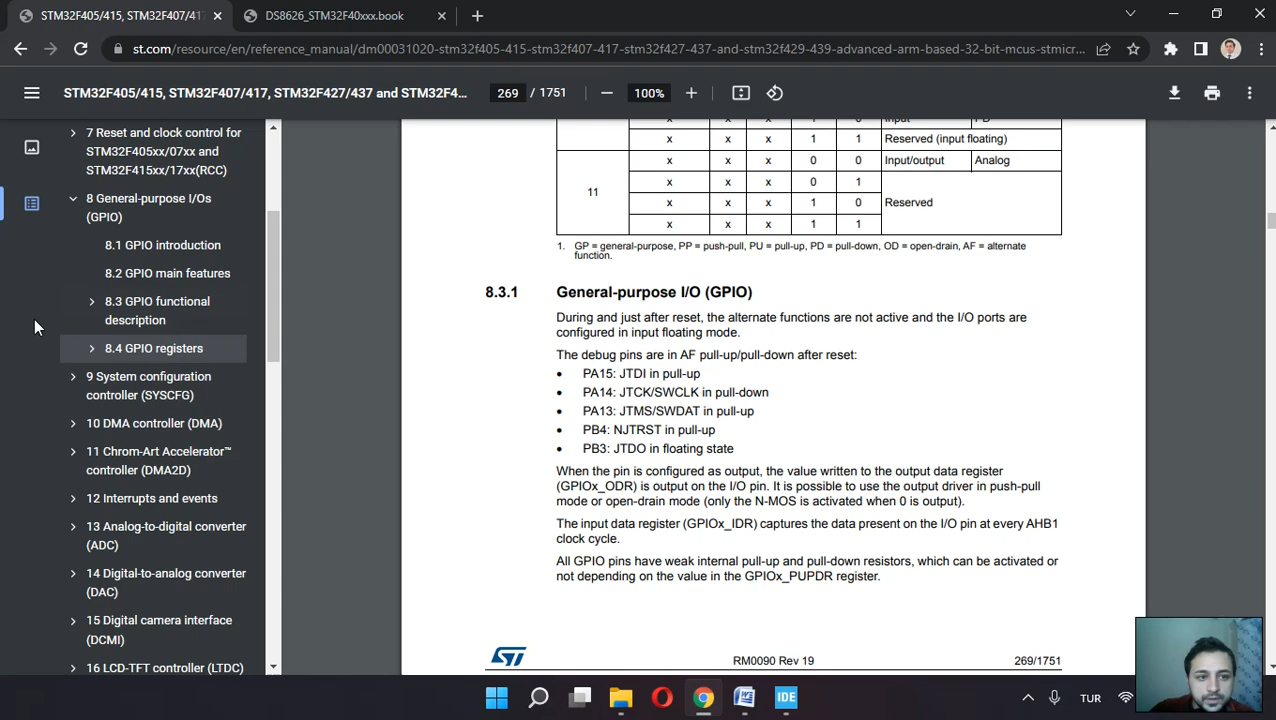 STM32F405/415, STM32F407/417
DS8626_STM32F40xxx.book
st.com/resource/en/reference_manual/dm00031020-stm32f405-415-stm32f407-417-stm32f427-437-and-stm32f429-439-advanced-arm-based-32-bit-mcus-stmicr...
STM32F405/415, STM32F407/417, STM32F427/437 and STM32F4...
269 / 1751
100%
7 Reset and clock control for
STM32F405xx/07xx and
STM32F415xx/17xx(RCC)
8 General-purpose I/Os
(GPIO)
8.1 GPIO introduction
8.2 GPIO main features
8.3 GPIO functional
description
8.4 GPIO registers
9 System configuration
controller (SYSCFG)
10 DMA controller (DMA)
11 Chrom-Art Accelerator™
controller (DMA2D)
12 Interrupts and events
13 Analog-to-digital converter
(ADC)
14 Digital-to-analog converter
(DAC)
15 Digital camera interface
(DCMI)
16 LCD-TFT controller (LTDC)
x x x 1 0 Input PD
x x x 1 1 Reserved (input floating)
11
x x x 0 0 Input/output Analog
x x x 0 1
x x x 1 0 Reserved
x x x 1 1
1. GP = general-purpose, PP = push-pull, PU = pull-up, PD = pull-down, OD = open-drain, AF = alternate
function.
8.3.1 General-purpose I/O (GPIO)
During and just after reset, the alternate functions are not active and the I/O ports are
configured in input floating mode.
The debug pins are in AF pull-up/pull-down after reset:
• PA15: JTDI in pull-up
• PA14: JTCK/SWCLK in pull-down
• PA13: JTMS/SWDAT in pull-up
• PB4: NJTRST in pull-up
• PB3: JTDO in floating state
When the pin is configured as output, the value written to the output data register
(GPIOx_ODR) is output on the I/O pin. It is possible to use the output driver in push-pull
mode or open-drain mode (only the N-MOS is activated when 0 is output).
The input data register (GPIOx_IDR) captures the data present on the I/O pin at every AHB1
clock cycle.
All GPIO pins have weak internal pull-up and pull-down resistors, which can be activated or
not depending on the value in the GPIOx_PUPDR register.
ST
RM0090 Rev 19
269/1751
W
IDE
TUR